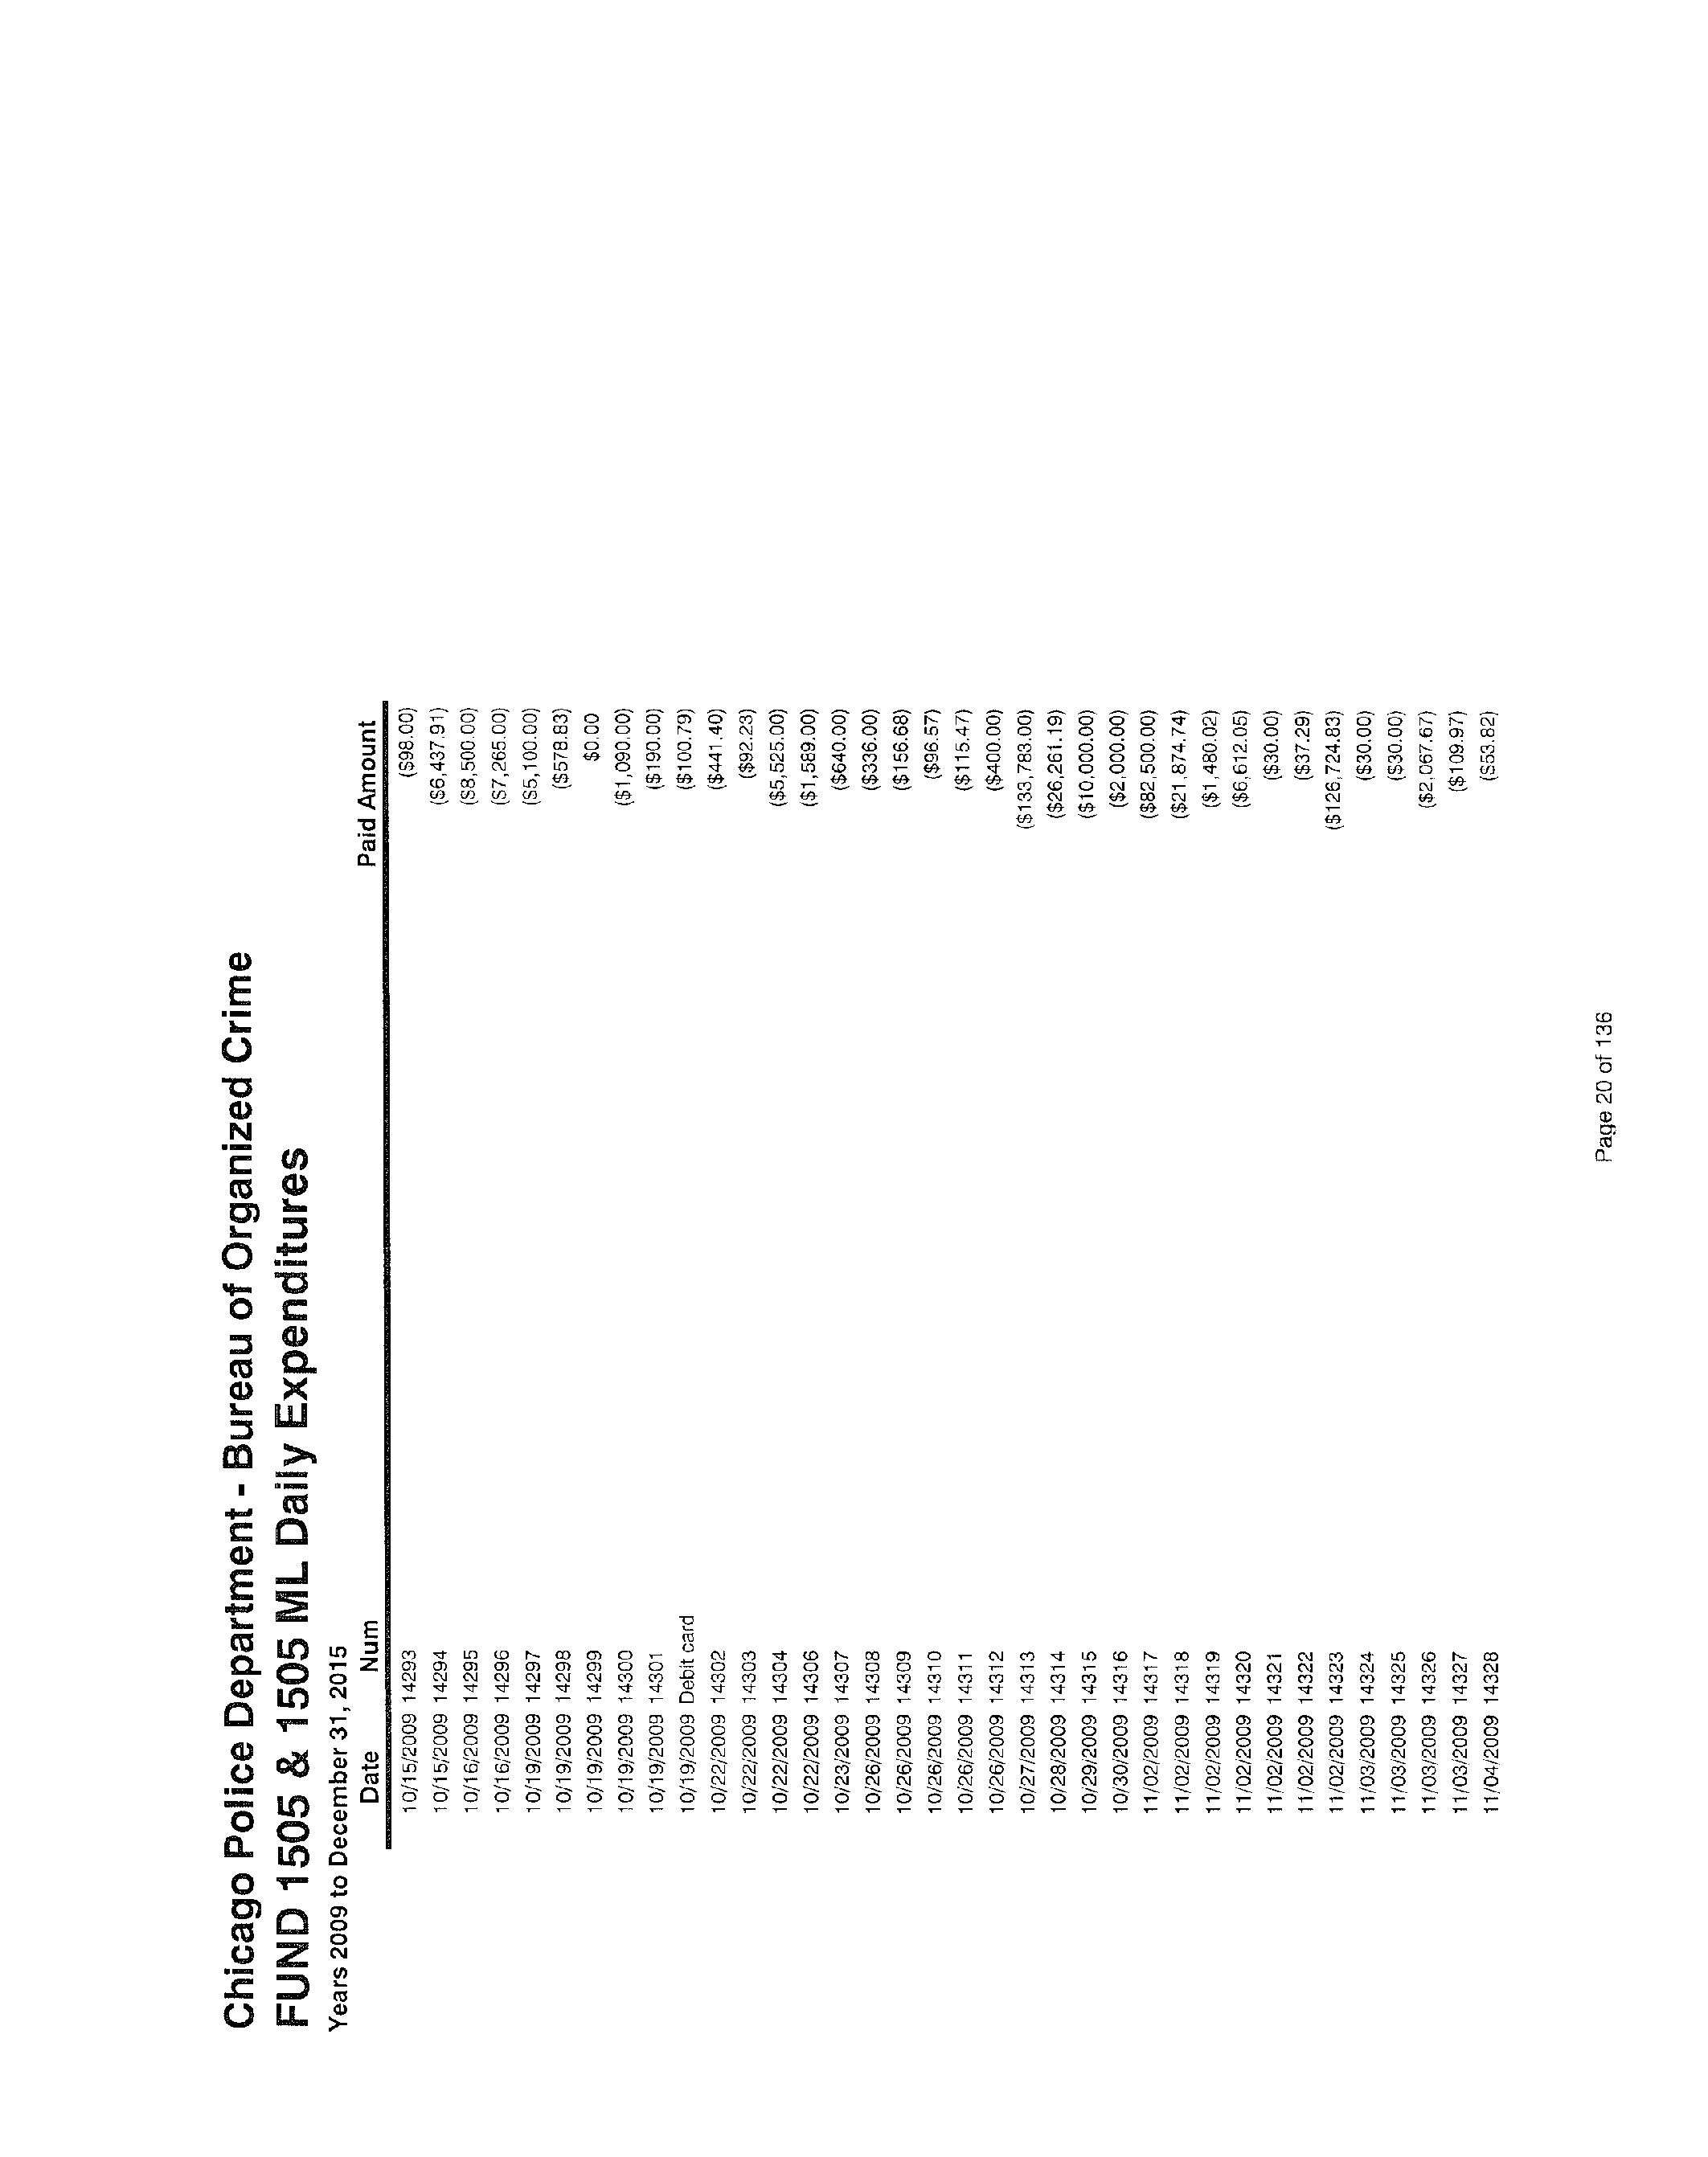 Chicago Police Department - Bureau of Organized Crime
FUND 1505 & 1505 ML Daily Expenditures
Years 2009 to December 31, 2015
Date Num Paid Amount
10/15/2009 14293 ($98.00)
10/15/2009 14294 ($6,437.91)
10/16/2009 14295 ($8,500.00)
10/16/2009 14296 ($7,265.00)
10/19/2009 14297 ($5,100.00)
10/19/2009 14298 ($578.83)
10/19/2009 14299 $0.00
10/19/2009 14300 ($1,090.00)
10/19/2009 14301 ($190.00)
10/19/2009 Debit card ($100.79)
10/22/2009 14302 ($441.40)
10/22/2009 14303 ($92.23)
10/22/2009 14304 ($5,525.00)
10/22/2009 14306 ($1,589.00)
10/23/2009 14307 ($640.00)
10/26/2009 14308 ($336.00)
10/26/2009 14309 ($156.68)
10/26/2009 14310 ($96.57)
10/26/2009 14311 ($115.47)
10/26/2009 14312 ($400.00)
10/27/2009 14313 ($133,783.00)
10/28/2009 14314 ($26,261.19)
10/29/2009 14315 ($10,000.00)
10/30/2009 14316 ($2,000.00)
11/02/2009 14317 ($82,500.00)
11/02/2009 14318 ($21,874.74)
11/02/2009 14319 ($1,480.02)
11/02/2009 14320 ($6,612.05)
11/02/2009 14321 ($30.00)
11/02/2009 14322 ($37.29)
11/02/2009 14323 ($126,724.83)
11/03/2009 14324 ($30.00)
11/03/2009 14325 ($30.00)
11/03/2009 14326 ($2,067.67)
11/03/2009 14327 ($109.97)
11/04/2009 14328 ($53.82)
Page 20 of 136